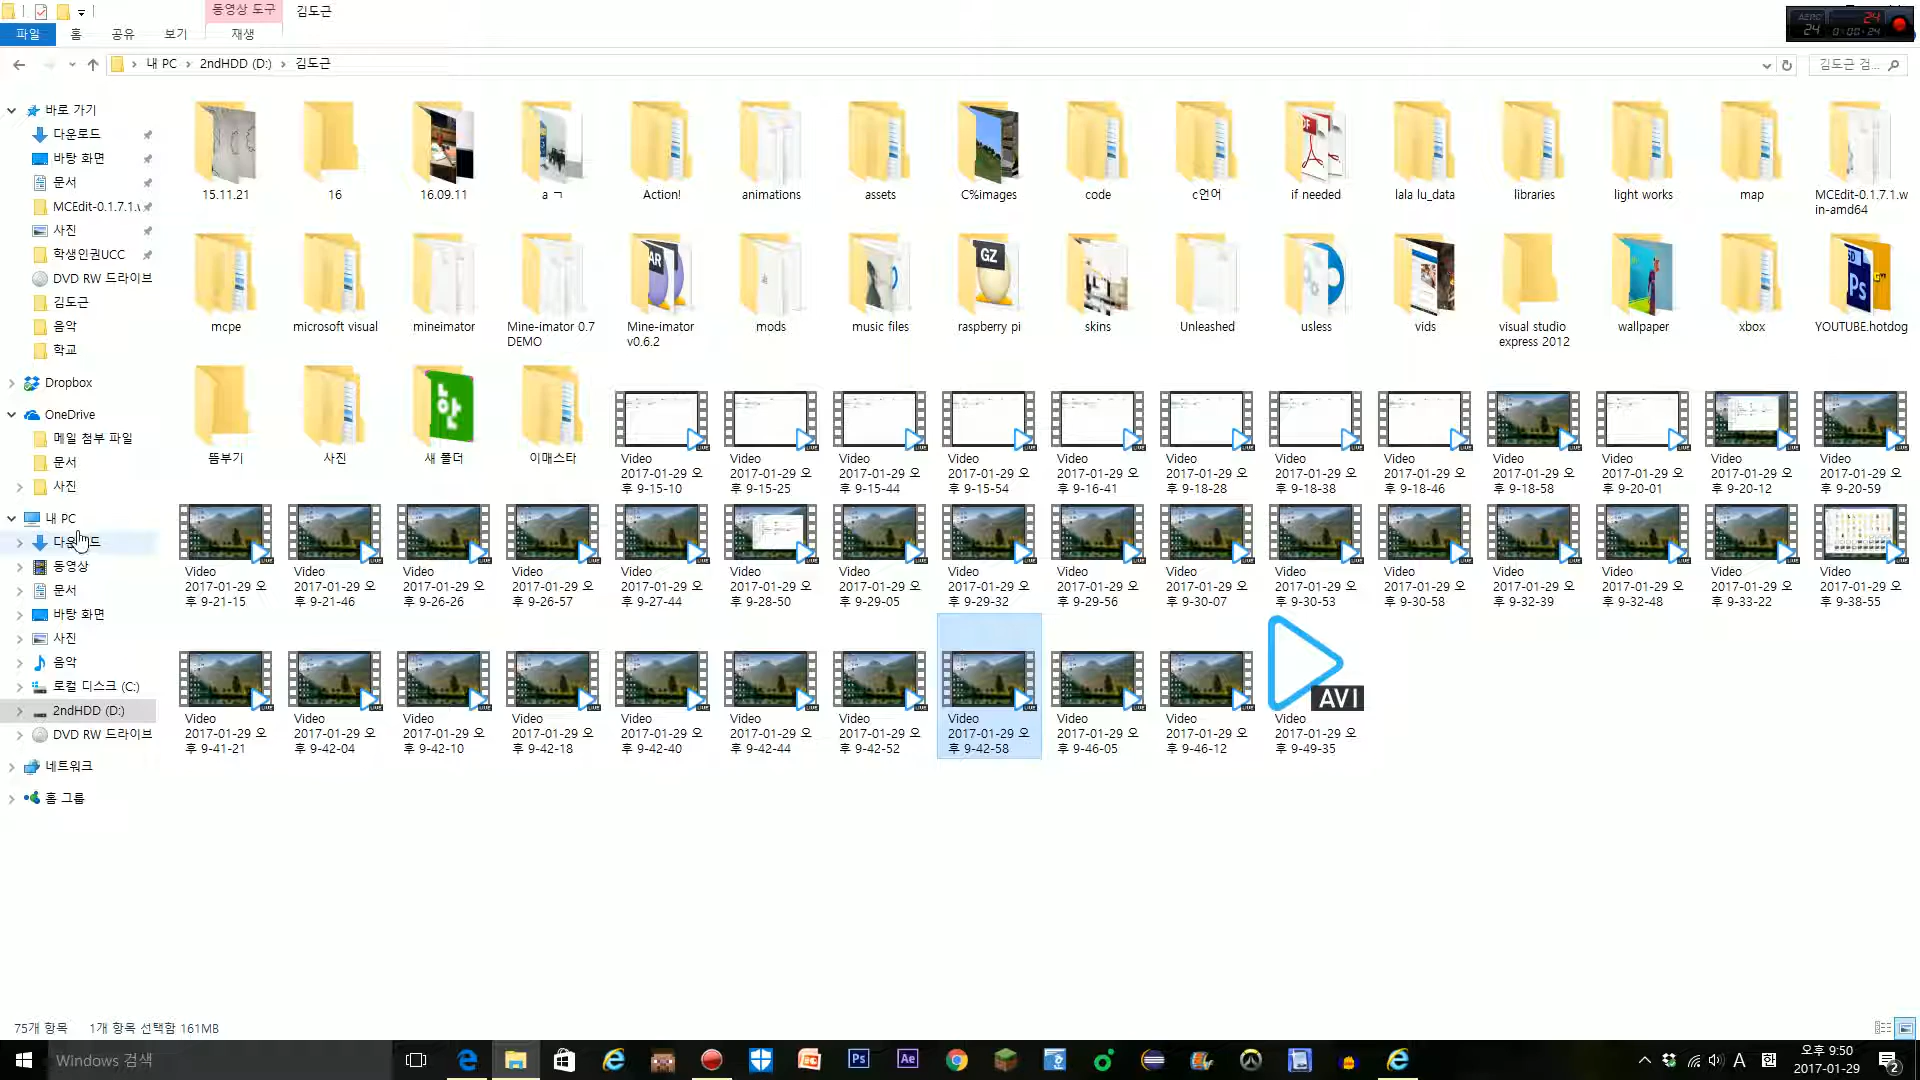 동영상 도구
김도근
파일
홈
공유
보기
재생
AERO
24
24
0:00:24
내 PC
2ndHDD (D:)
김도근
김도근 검...
바로 가기
다운로드
바탕 화면
문서
MCEdit-0.1.7.1.w
사진
학생인권UCC
DVD RW 드라이브
김도근
음악
학교
Dropbox
OneDrive
메일 첨부 파일
문서
사진
내 PC
다운로드
동영상
문서
바탕 화면
사진
음악
로컬 디스크 (C:)
2ndHDD (D:)
DVD RW 드라이브
네트워크
홈 그룹
15.11.21
16
16.09.11
a ㄱ
Action!
animations
assets
C%images
code
c언어
if needed
lala lu_data
libraries
light works
map
MCEdit-0.1.7.1.w
in-amd64
mcpe
microsoft visual
mineimator
Mine-imator 0.7
DEMO
Mine-imator
v0.6.2
mods
music files
raspberry pi
skins
Unleashed
usless
vids
visual studio
express 2012
wallpaper
xbox
YOUTUBE.hotdog
뜸부기
사진
새 폴더
이매스타
Video
2017-01-29 오
후 9-15-10
Video
2017-01-29 오
후 9-15-25
Video
2017-01-29 오
후 9-15-44
Video
2017-01-29 오
후 9-15-54
Video
2017-01-29 오
후 9-16-41
Video
2017-01-29 오
후 9-18-28
Video
2017-01-29 오
후 9-18-38
Video
2017-01-29 오
후 9-18-46
Video
2017-01-29 오
후 9-18-58
Video
2017-01-29 오
후 9-20-01
Video
2017-01-29 오
후 9-20-12
Video
2017-01-29 오
후 9-20-59
Video
2017-01-29 오
후 9-21-15
Video
2017-01-29 오
후 9-21-46
Video
2017-01-29 오
후 9-26-26
Video
2017-01-29 오
후 9-26-57
Video
2017-01-29 오
후 9-27-44
Video
2017-01-29 오
후 9-28-50
Video
2017-01-29 오
후 9-29-05
Video
2017-01-29 오
후 9-29-32
Video
2017-01-29 오
후 9-29-56
Video
2017-01-29 오
후 9-30-07
Video
2017-01-29 오
후 9-30-53
Video
2017-01-29 오
후 9-30-58
Video
2017-01-29 오
후 9-32-39
Video
2017-01-29 오
후 9-32-48
Video
2017-01-29 오
후 9-33-22
Video
2017-01-29 오
후 9-38-55
Video
2017-01-29 오
후 9-41-21
Video
2017-01-29 오
후 9-42-04
Video
2017-01-29 오
후 9-42-10
Video
2017-01-29 오
후 9-42-18
Video
2017-01-29 오
후 9-42-40
Video
2017-01-29 오
후 9-42-44
Video
2017-01-29 오
후 9-42-52
Video
2017-01-29 오
후 9-42-58
Video
2017-01-29 오
후 9-46-05
Video
2017-01-29 오
후 9-46-12
AVI
Video
2017-01-29 오
후 9-49-35
75개 항목
1개 항목 선택함 161MB
Windows 검색
Ps
Ae
A
한
오후 9:50
2017-01-29
2